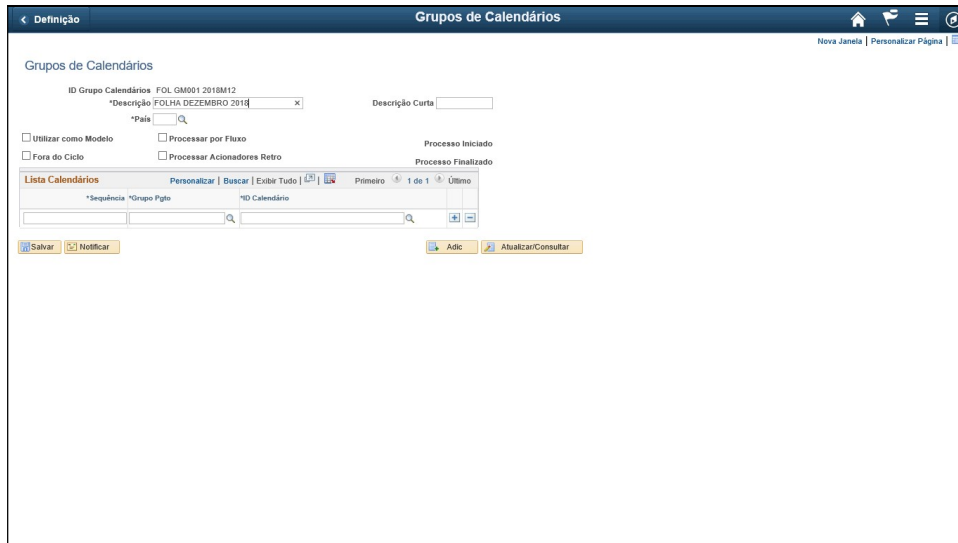 Definição
Grupos de Calendários
Nova Janela | Personalizar Página |
Grupos de Calendários
ID Grupo Calendários FOL GM001 2018M12
*Descrição FOLHA DEZEMBRO 2018 × Descrição Curta
*País
Utilizar como Modelo Processar por Fluxo Processo Iniciado
Fora do Ciclo Processar Acionadores Retro Processo Finalizado
Lista Calendários Personalizar | Buscar | Exibir Tudo | | Primeiro 1 de 1 Último
*Sequência *Grupo Pgto *ID Calendário
Salvar Notificar Adic Atualizar/Consultar